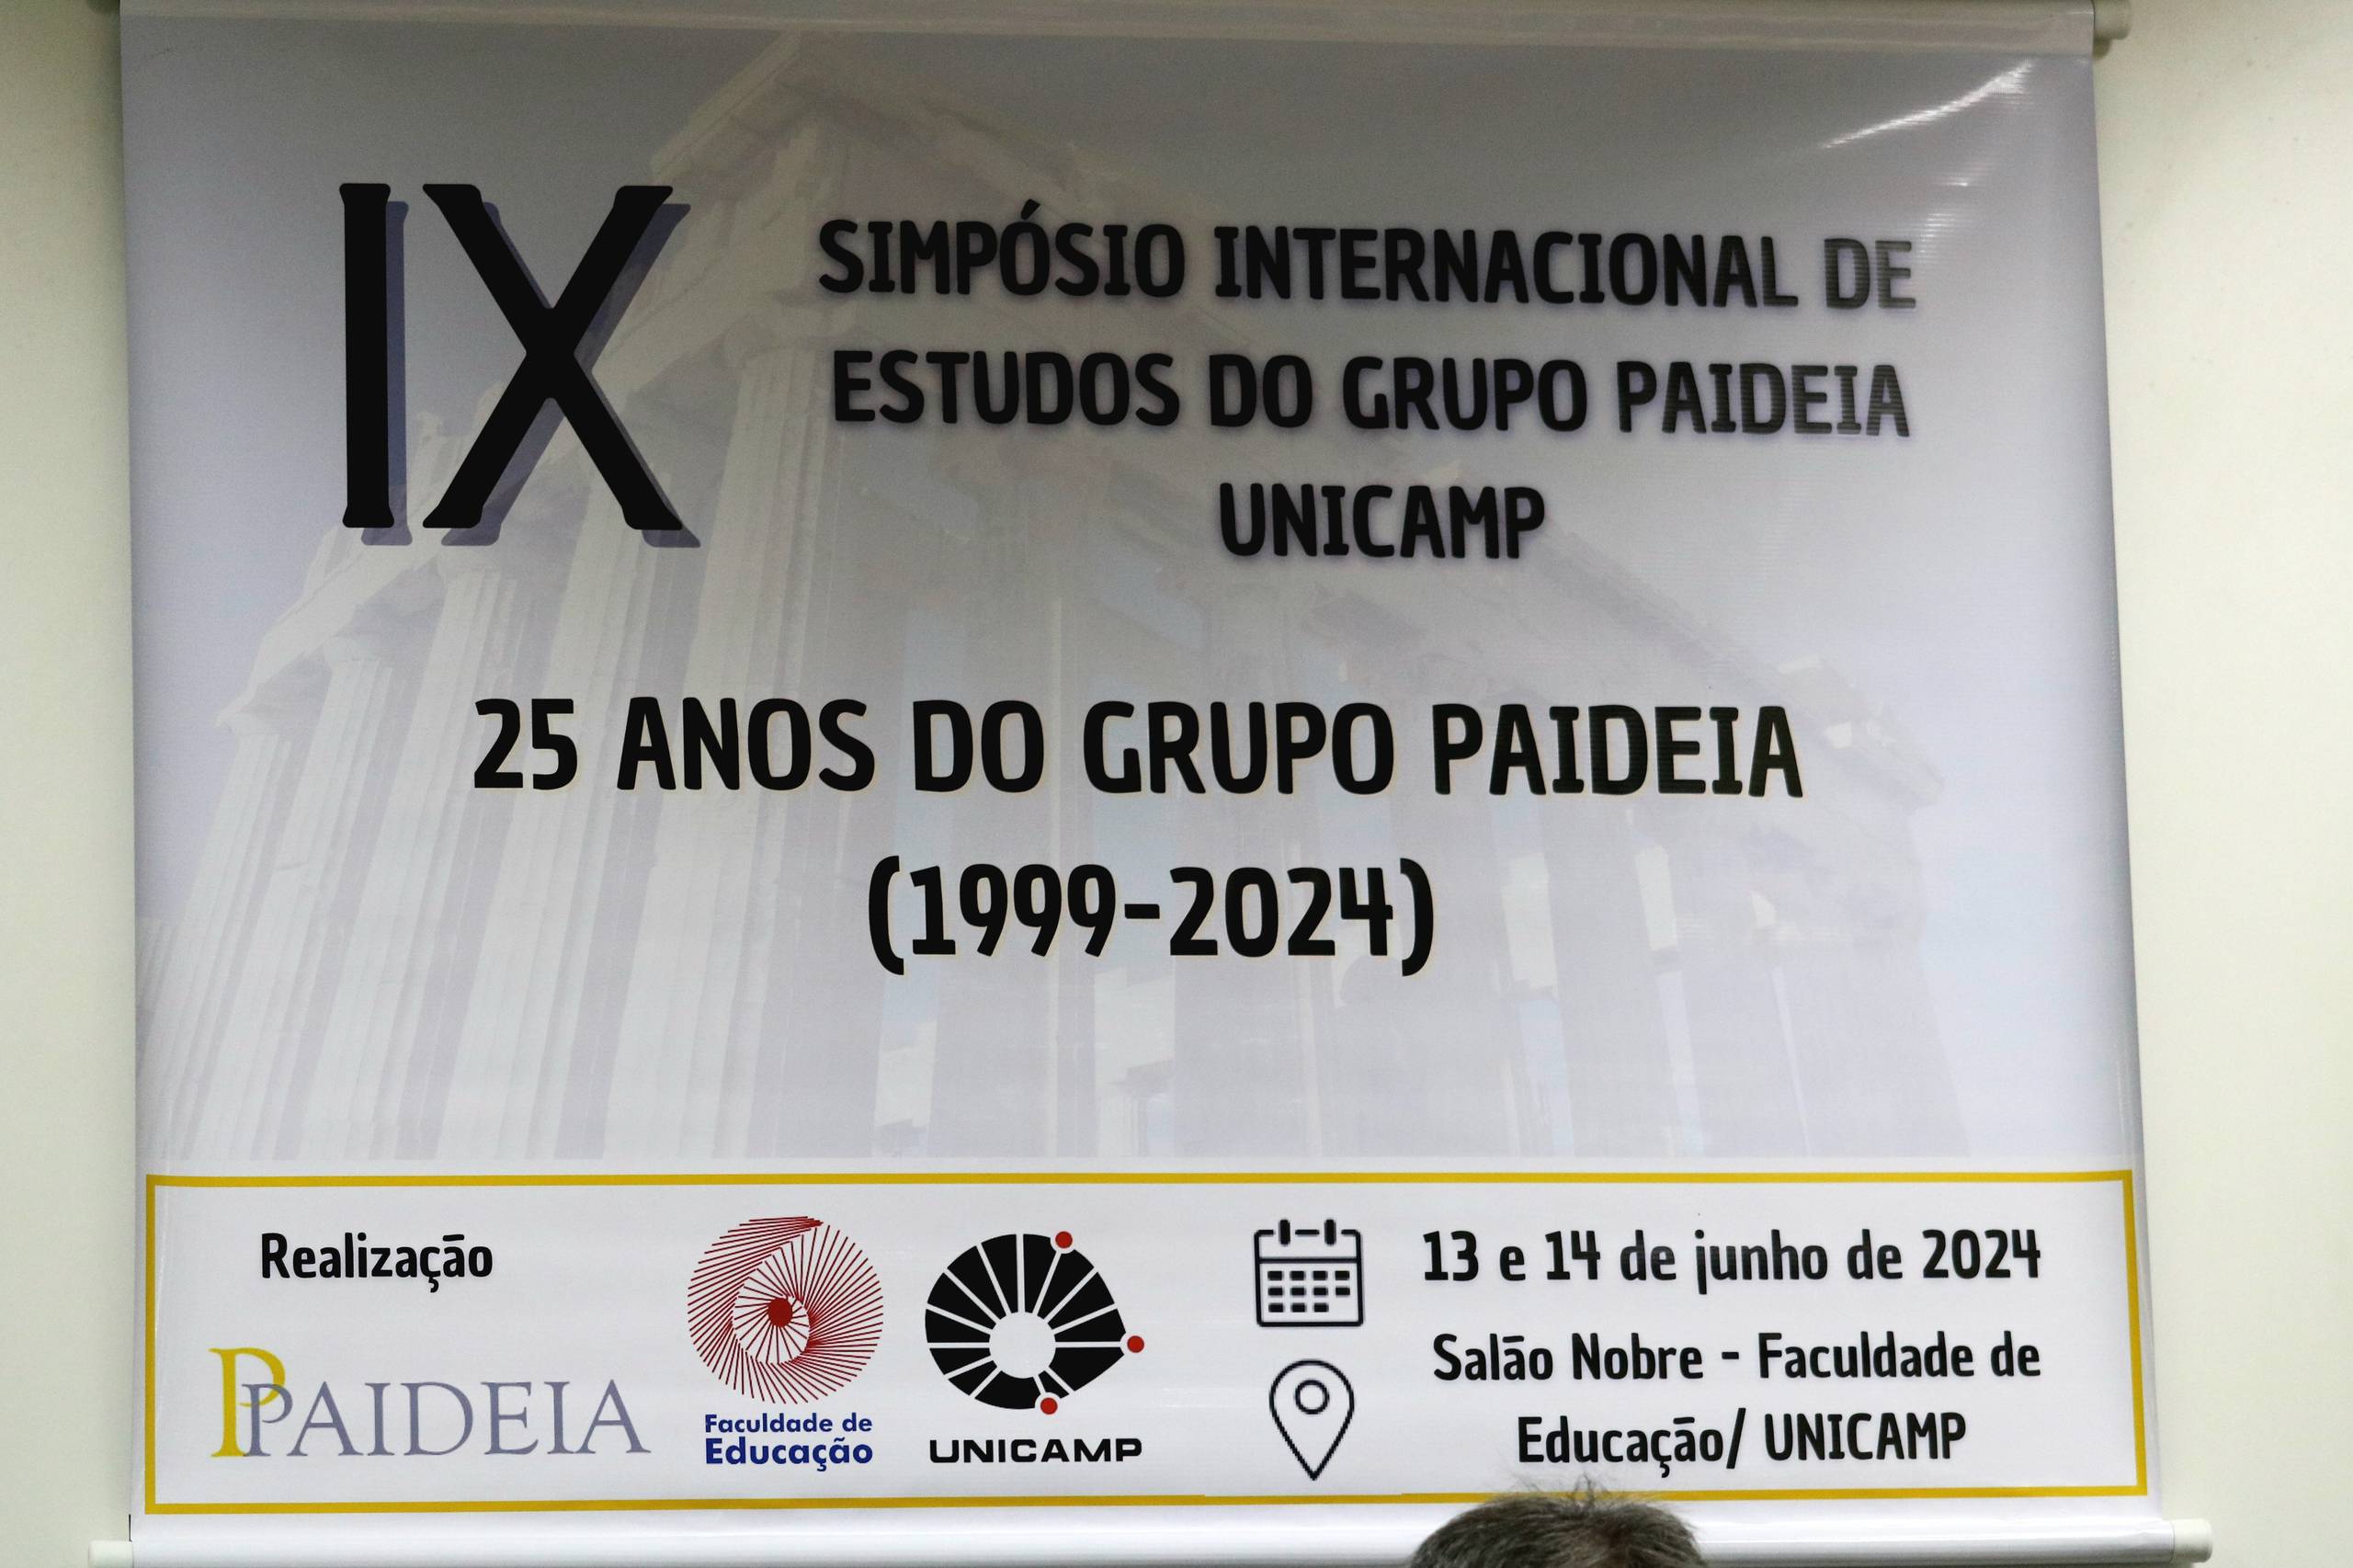 IX
SIMPÓSIO INTERNACIONAL DE
ESTUDOS DO GRUPO PAIDEIA
UNICAMP
25 ANOS DO GRUPO PAIDEIA
(1999-2024)
Realização
PPAIDEIA
Faculdade de
Educação
UNICAMP
13 e 14 de junho de 2024
Salão Nobre - Faculdade de
Educação/ UNICAMP